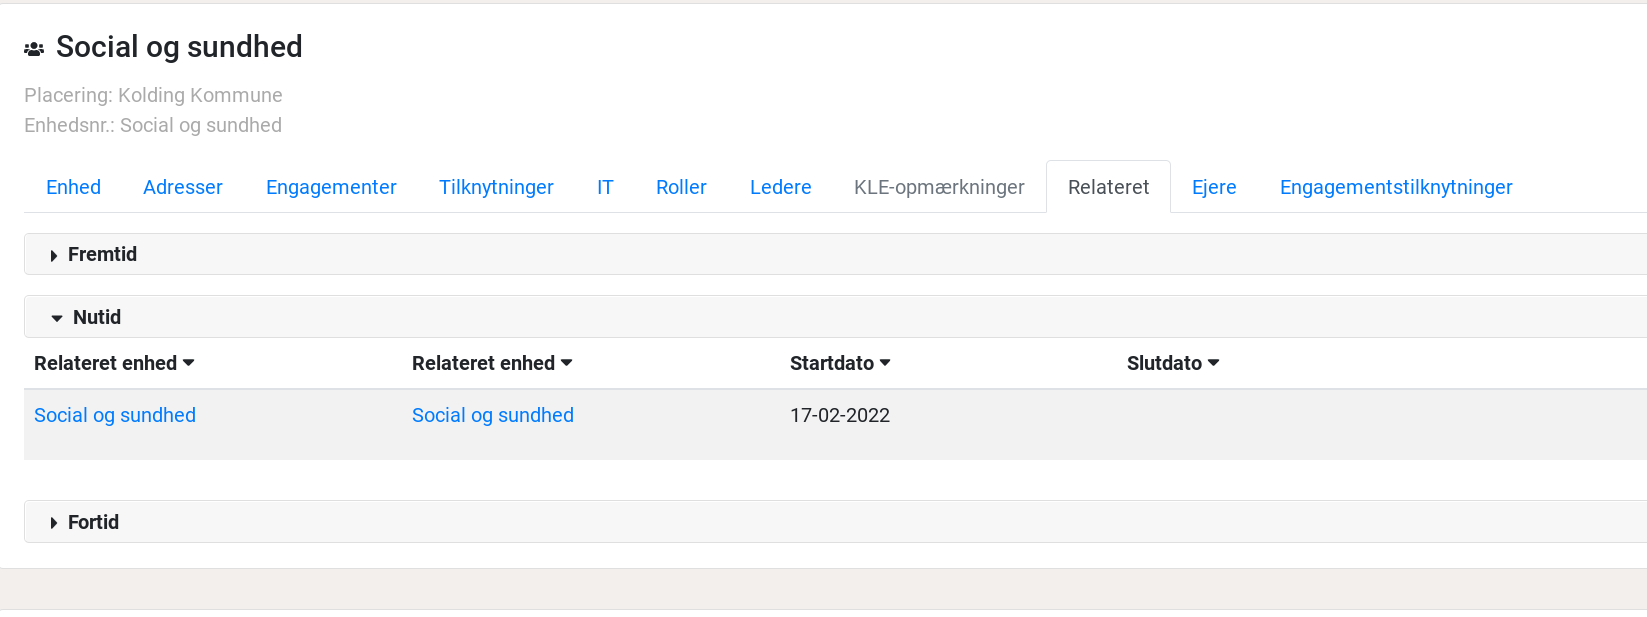 Social og sundhed
Placering: Kolding Kommune
Enhedsnr.: Social og sundhed
Enhed Adresser Engagementer Tilknytninger IT Roller Ledere KLE-opmærkninger Relateret Ejere Engagementstilknytninger
Fremtid
Nutid
Relateret enhed Relateret enhed Startdato Slutdato
Social og sundhed Social og sundhed 17-02-2022
Fortid